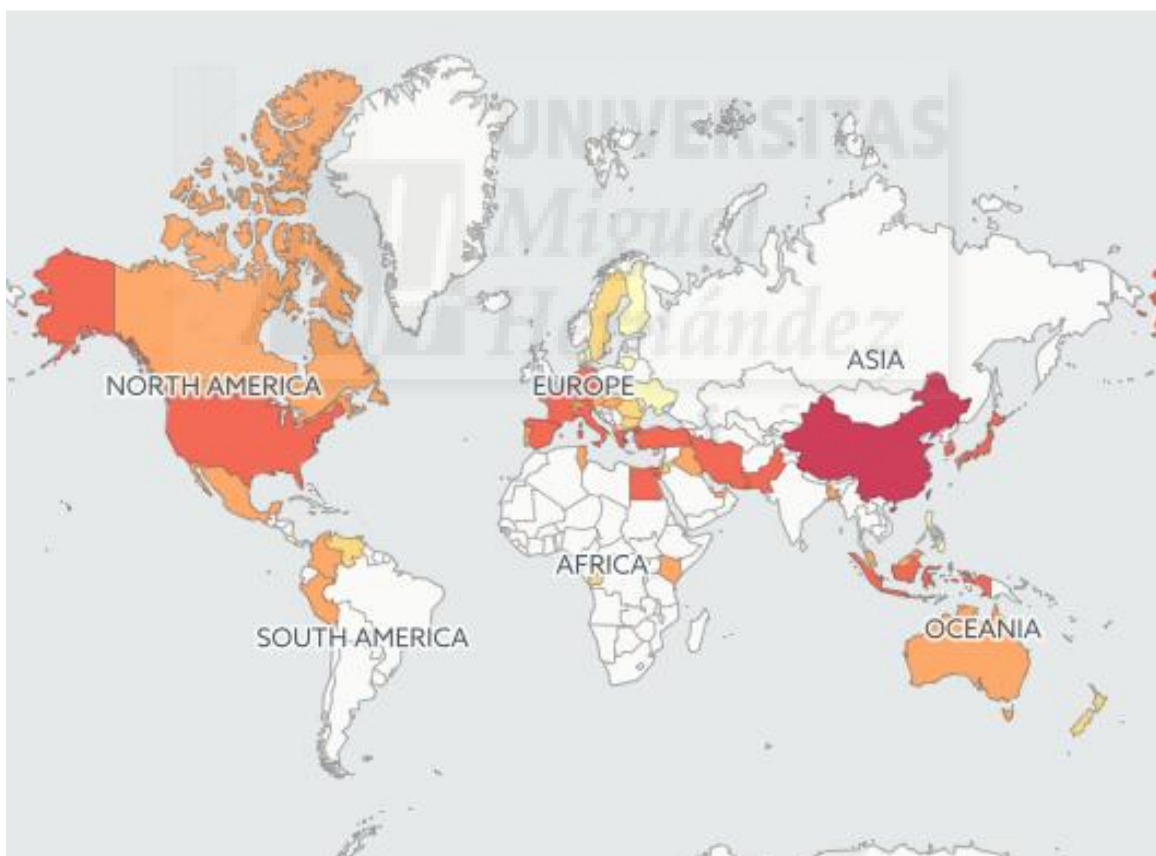 UNIVERSITAS
Miguel
Hernández
NORTH AMERICA
EUROPE
ASIA
AFRICA
SOUTH AMERICA
OCEANIA